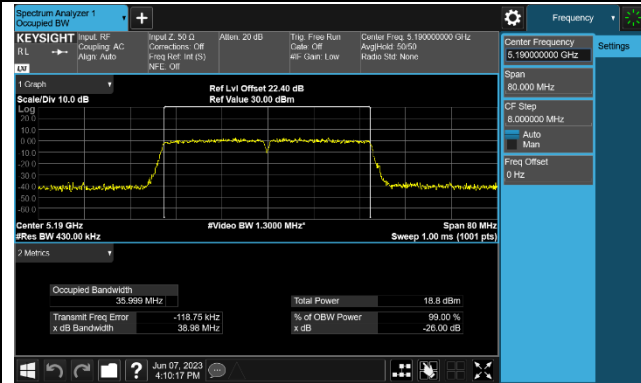 Spectrum Analyzer 1
Occupied BW
Frequency
KEYSIGHT
RL
LXI
Input: RF
Coupling: AC
Align: Auto
Input Z: 50 Ω
Corrections: Off
Freq Ref: Int (S)
NFE: Off
Atten: 20 dB
Trig: Free Run
Gate: Off
#IF Gain: Low
Center Freq: 5.190000000 GHz
Avg|Hold: 50/50
Radio Std: None
Center Frequency
5.190000000 GHz
Settings
Span
80.000 MHz
CF Step
8.000000 MHz
Auto
Man
Freq Offset
0 Hz
1 Graph
Scale/Div 10.0 dB
Ref Lvl Offset 22.40 dB
Ref Value 30.00 dBm
Log
20.0
10.0
0.00
-10.0
-20.0
-30.0
-40.0
-50.0
-60.0
Center 5.19 GHz
#Video BW 1.3000 MHz*
Span 80 MHz
#Res BW 430.00 kHz
Sweep 1.00 ms (1001 pts)
2 Metrics
Occupied Bandwidth
35.999 MHz
Total Power 18.8 dBm
Transmit Freq Error -118.75 kHz
% of OBW Power 99.00 %
x dB Bandwidth 38.98 MHz
x dB -26.00 dB
?
Jun 07, 2023
4:10:17 PM